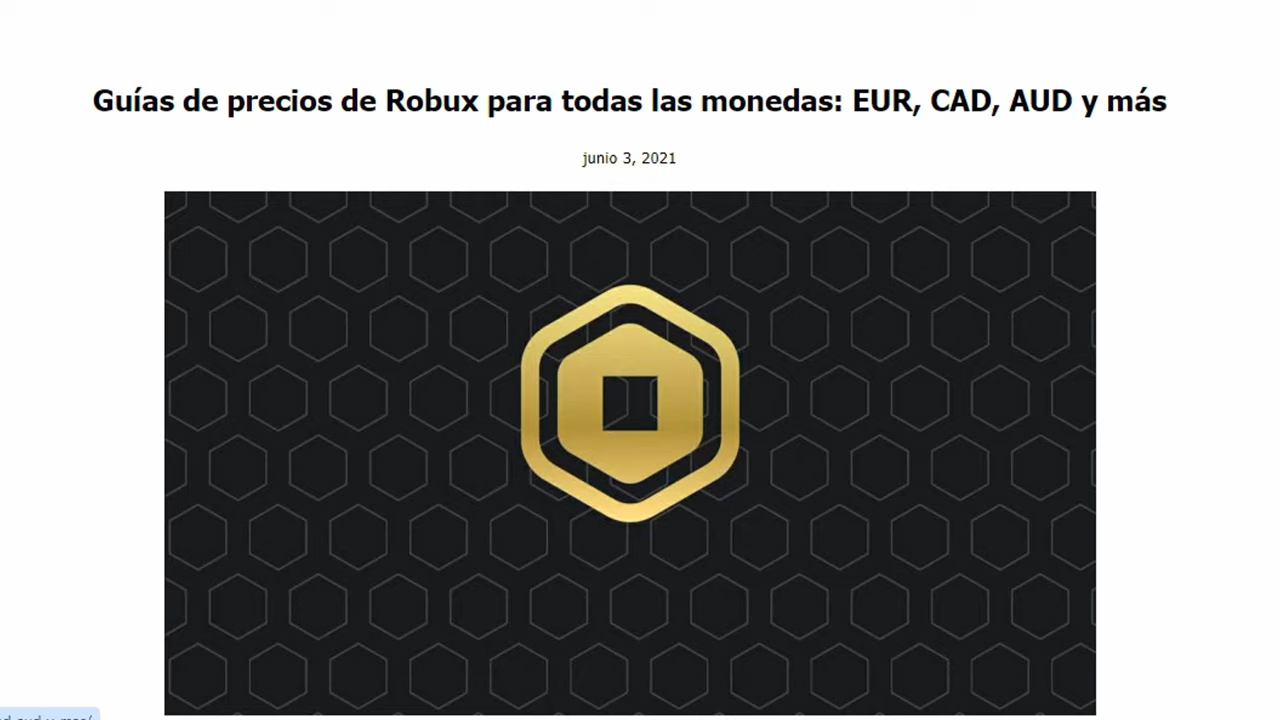 Guías de precios de Robux para todas las monedas: EUR, CAD, AUD y más
junio 3, 2021